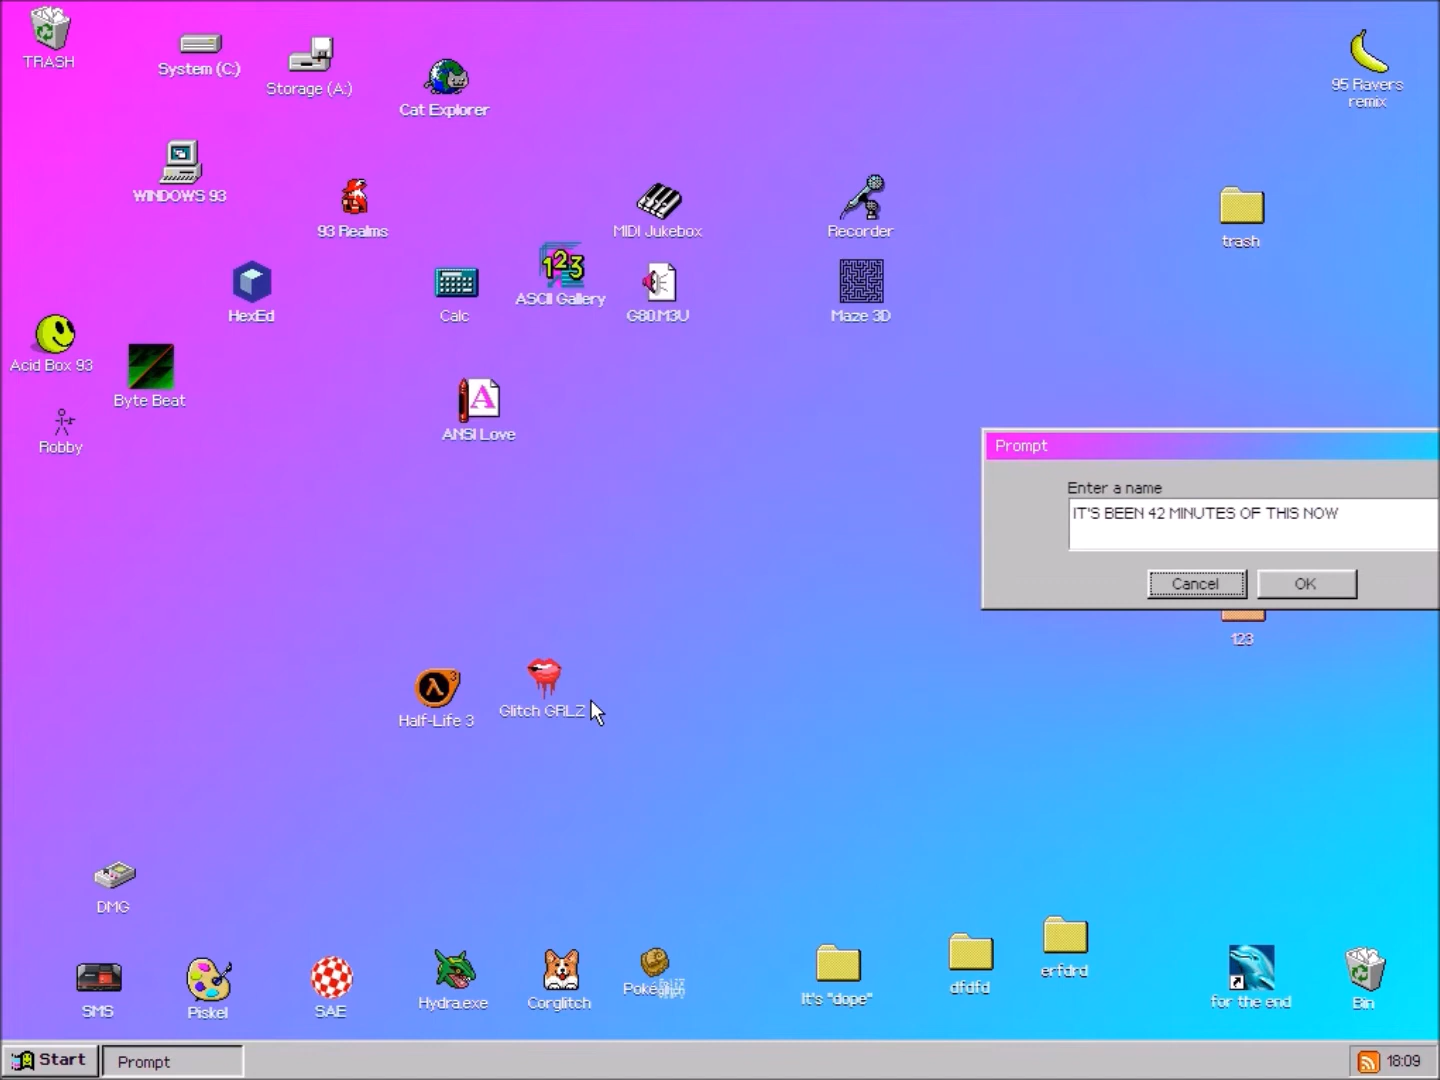 TRASH
System (C:)
Storage (A:)
Cat Explorer
95 Ravers
remix
WINDOWS 93
93 Realms
MIDI Jukebox
Recorder
trash
HexEd
Calc
123
ASCII Gallery
G80.M3U
Maze 3D
Acid Box 93
Byte Beat
A
ANSI Love
Robby
Prompt
Enter a name
IT'S BEEN 42 MINUTES OF THIS NOW
Cancel
OK
123
Half-Life 3
Glitch GRLZ
DMG
SMS
Piskel
SAE
Hydra.exe
Corglitch
It's "dope"
dfdfd
erfdrd
for the end
Bin
Start
Prompt
18:09